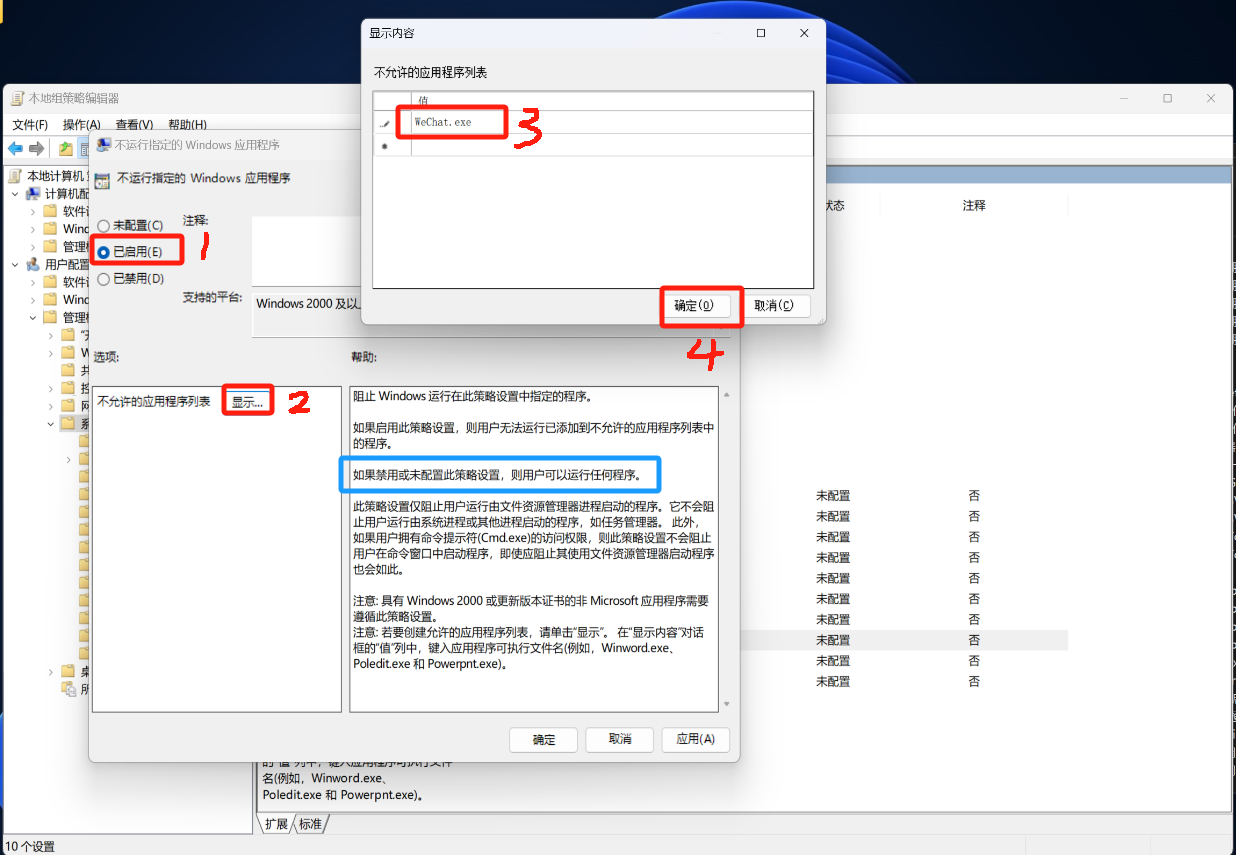 显示内容
不允许的应用程序列表
值
WeChat.exe
3
确定(O)
取消(C)
4
本地组策略编辑器
文件(F) 操作(A) 查看(V) 帮助(H)
不运行指定的 Windows 应用程序
不运行指定的 Windows 应用程序
未配置(C)
注释:
已启用(E)
1
已禁用(D)
支持的平台:
Windows 2000 及以
选项:
帮助:
不允许的应用程序列表
显示...
2
阻止 Windows 运行在此策略设置中指定的程序。
如果启用此策略设置，则用户无法运行已添加到不允许的应用程序列表中
的程序。
如果禁用或未配置此策略设置，则用户可以运行任何程序。
此策略设置仅阻止用户运行由文件资源管理器进程启动的程序。它不会阻
止用户运行由系统进程或其他进程启动的程序，如任务管理器。 此外，
如果用户拥有命令提示符(Cmd.exe)的访问权限，则此策略设置不会阻止
用户在命令窗口中启动程序，即使应阻止其使用文件资源管理器启动程序
也会如此。
注意: 具有 Windows 2000 或更新版本证书的非 Microsoft 应用程序需要
遵循此策略设置。
注意: 若要创建允许的应用程序列表，请单击“显示”。 在“显示内容”对话
框的“值”列中，键入应用程序可执行文件名(例如，Winword.exe、
Poledit.exe 和 Powerpnt.exe)。
确定
取消
应用(A)
本地计算机
计算机配
软件
Wind
管理
用户配置
软件
Wind
管理
状态
注释
未配置 否
未配置 否
未配置 否
未配置 否
未配置 否
未配置 否
未配置 否
未配置 否
未配置 否
未配置 否
的“值”列中，键入应用程序可执行文件
名(例如，Winword.exe、
Poledit.exe 和 Powerpnt.exe)。
扩展 标准
10 个设置